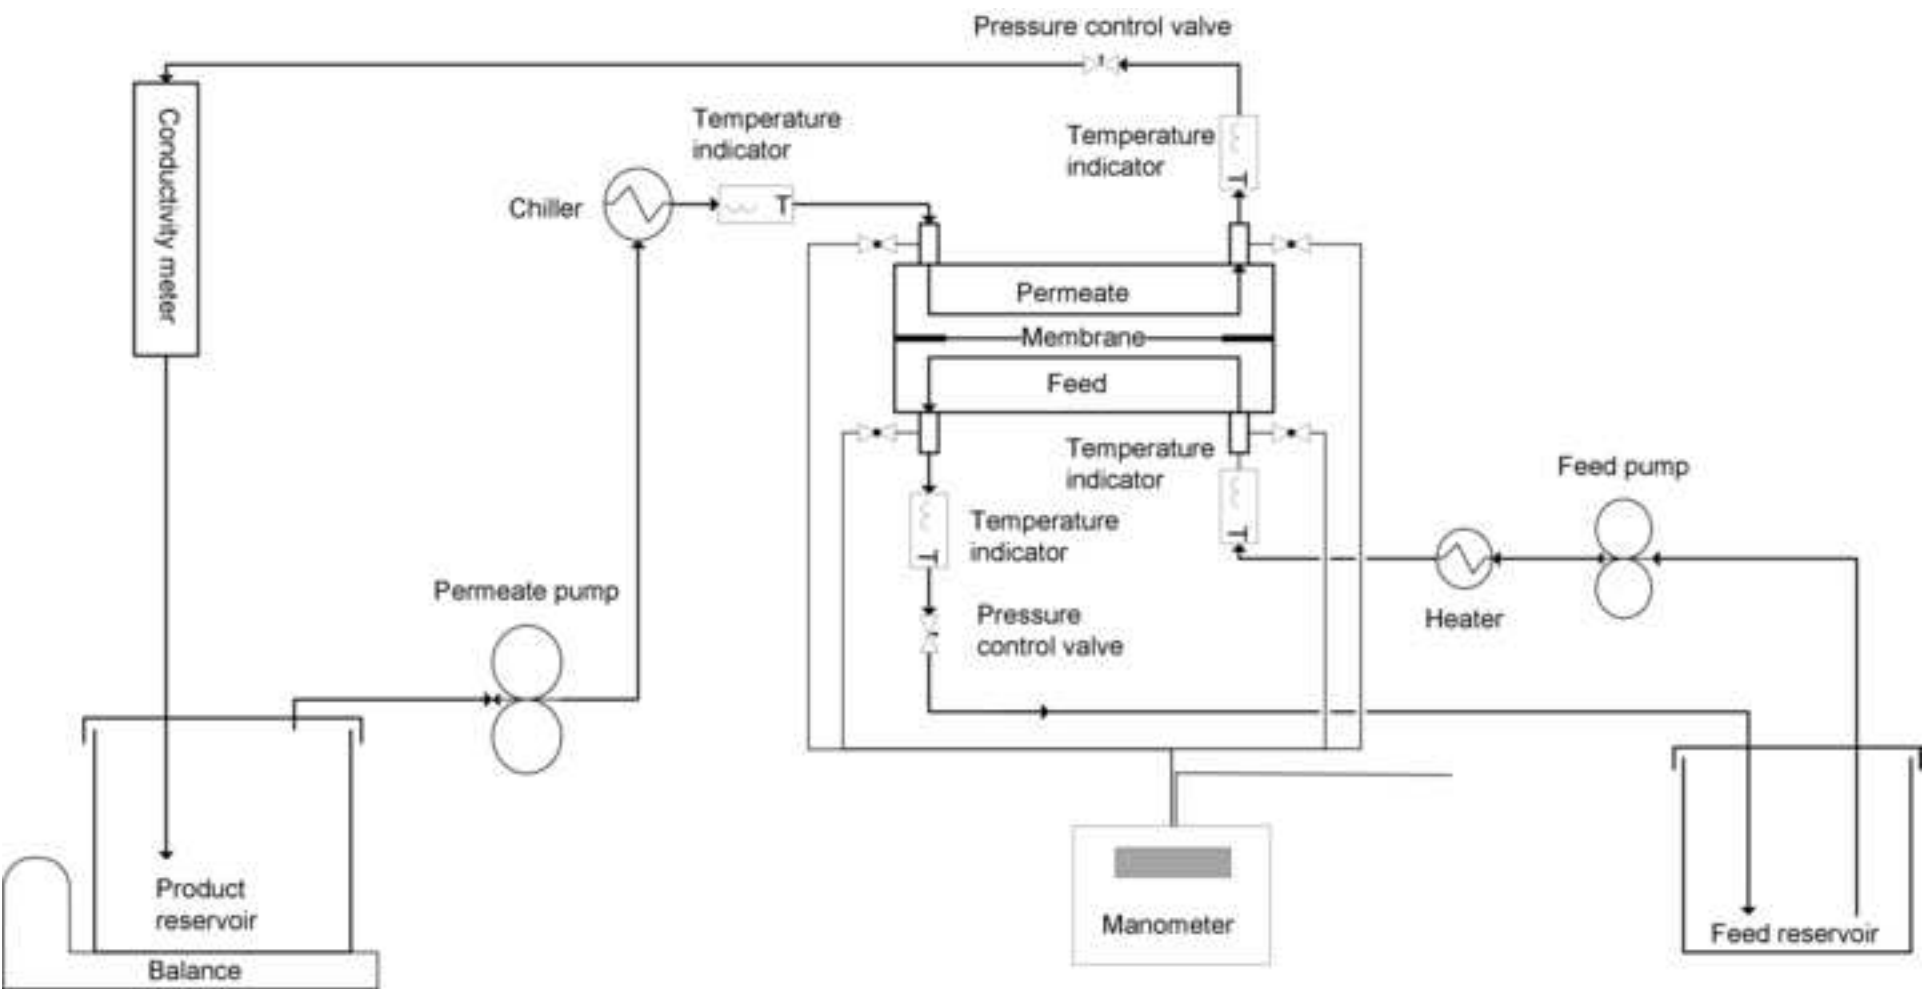 Pressure control valve
Conductivity meter
Temperature
indicator
Temperature
indicator
Chiller
T
T
Permeate
Membrane
Feed
Temperature
indicator
Feed pump
T
Temperature
indicator
T
Heater
Permeate pump
Pressure
control valve
Product
reservoir
Manometer
Feed reservoir
Balance